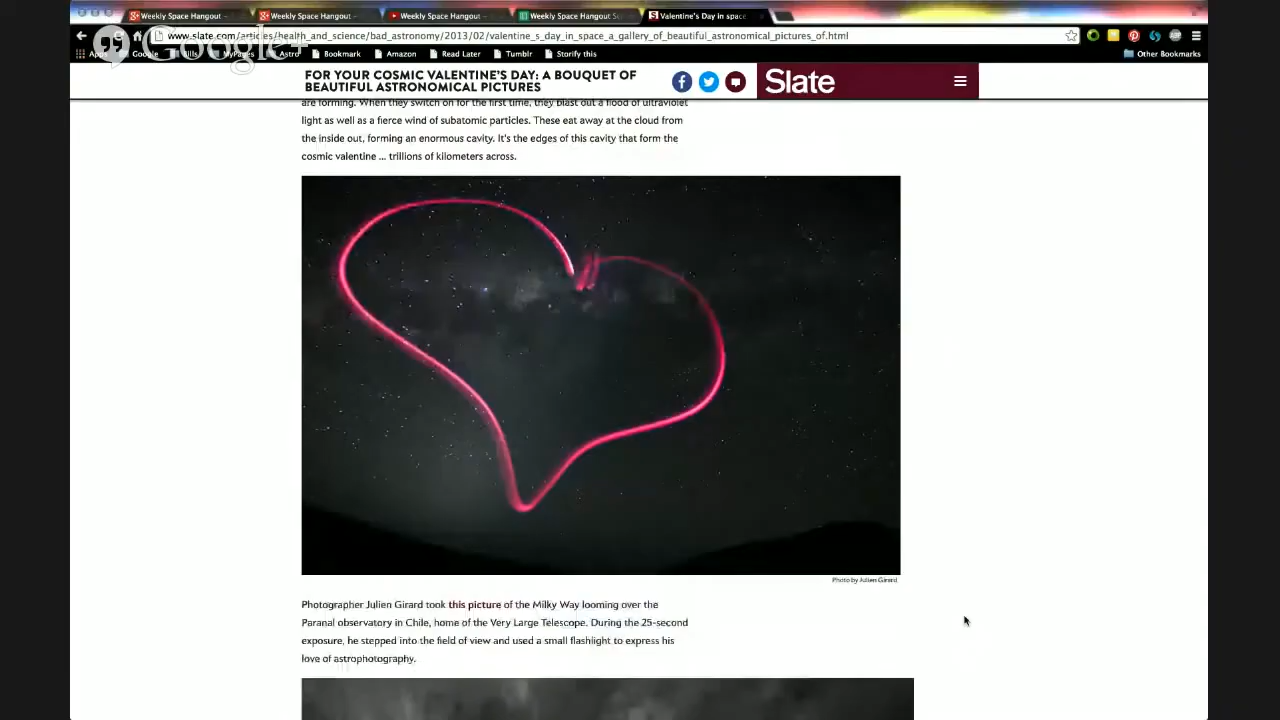 Weekly Space Hangout -
Weekly Space Hangout -
Weekly Space Hangout -
Weekly Space Hangout S
Valentine's Day in space
www.slate.com/articles/health_and_science/bad_astronomy/2013/02/valentine_s_day_in_space_a_gallery_of_beautiful_astronomical_pictures_of.html
Google+
Apps
Google
Bills
MyPages
Astro
Bookmark
Amazon
Read Later
Tumblr
Storify this
Other Bookmarks
FOR YOUR COSMIC VALENTINE'S DAY: A BOUQUET OF
BEAUTIFUL ASTRONOMICAL PICTURES
Slate
are forming. When they switch on for the first time, they blast out a flood of ultraviolet
light as well as a fierce wind of subatomic particles. These eat away at the cloud from
the inside out, forming an enormous cavity. It's the edges of this cavity that form the
cosmic valentine ... trillions of kilometers across.
Photo by Julien Girard
Photographer Julien Girard took this picture of the Milky Way looming over the
Paranal observatory in Chile, home of the Very Large Telescope. During the 25-second
exposure, he stepped into the field of view and used a small flashlight to express his
love of astrophotography.